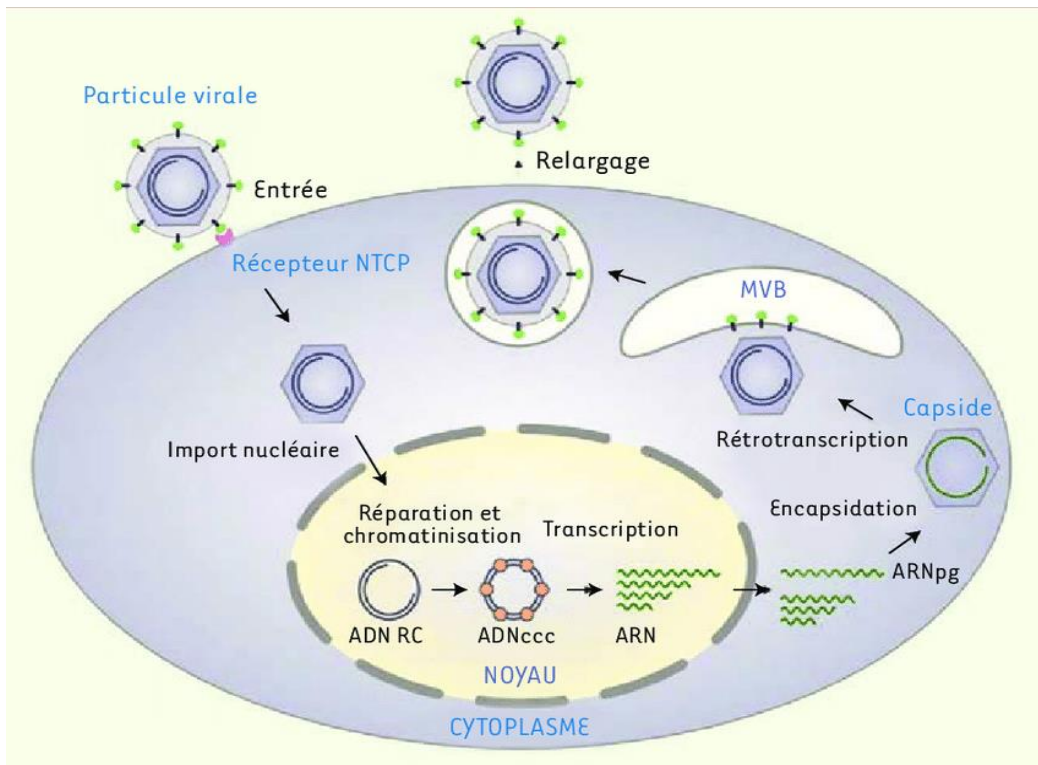 Particule virale
Relargage
Entrée
Récepteur NTCP
MVB
Capside
Rétrotranscription
Import nucléaire
Encapsidation
Réparation et
chromatinisation
Transcription
ARNpg
ADN RC
ADNccc
ARN
NOYAU
CYTOPLASME